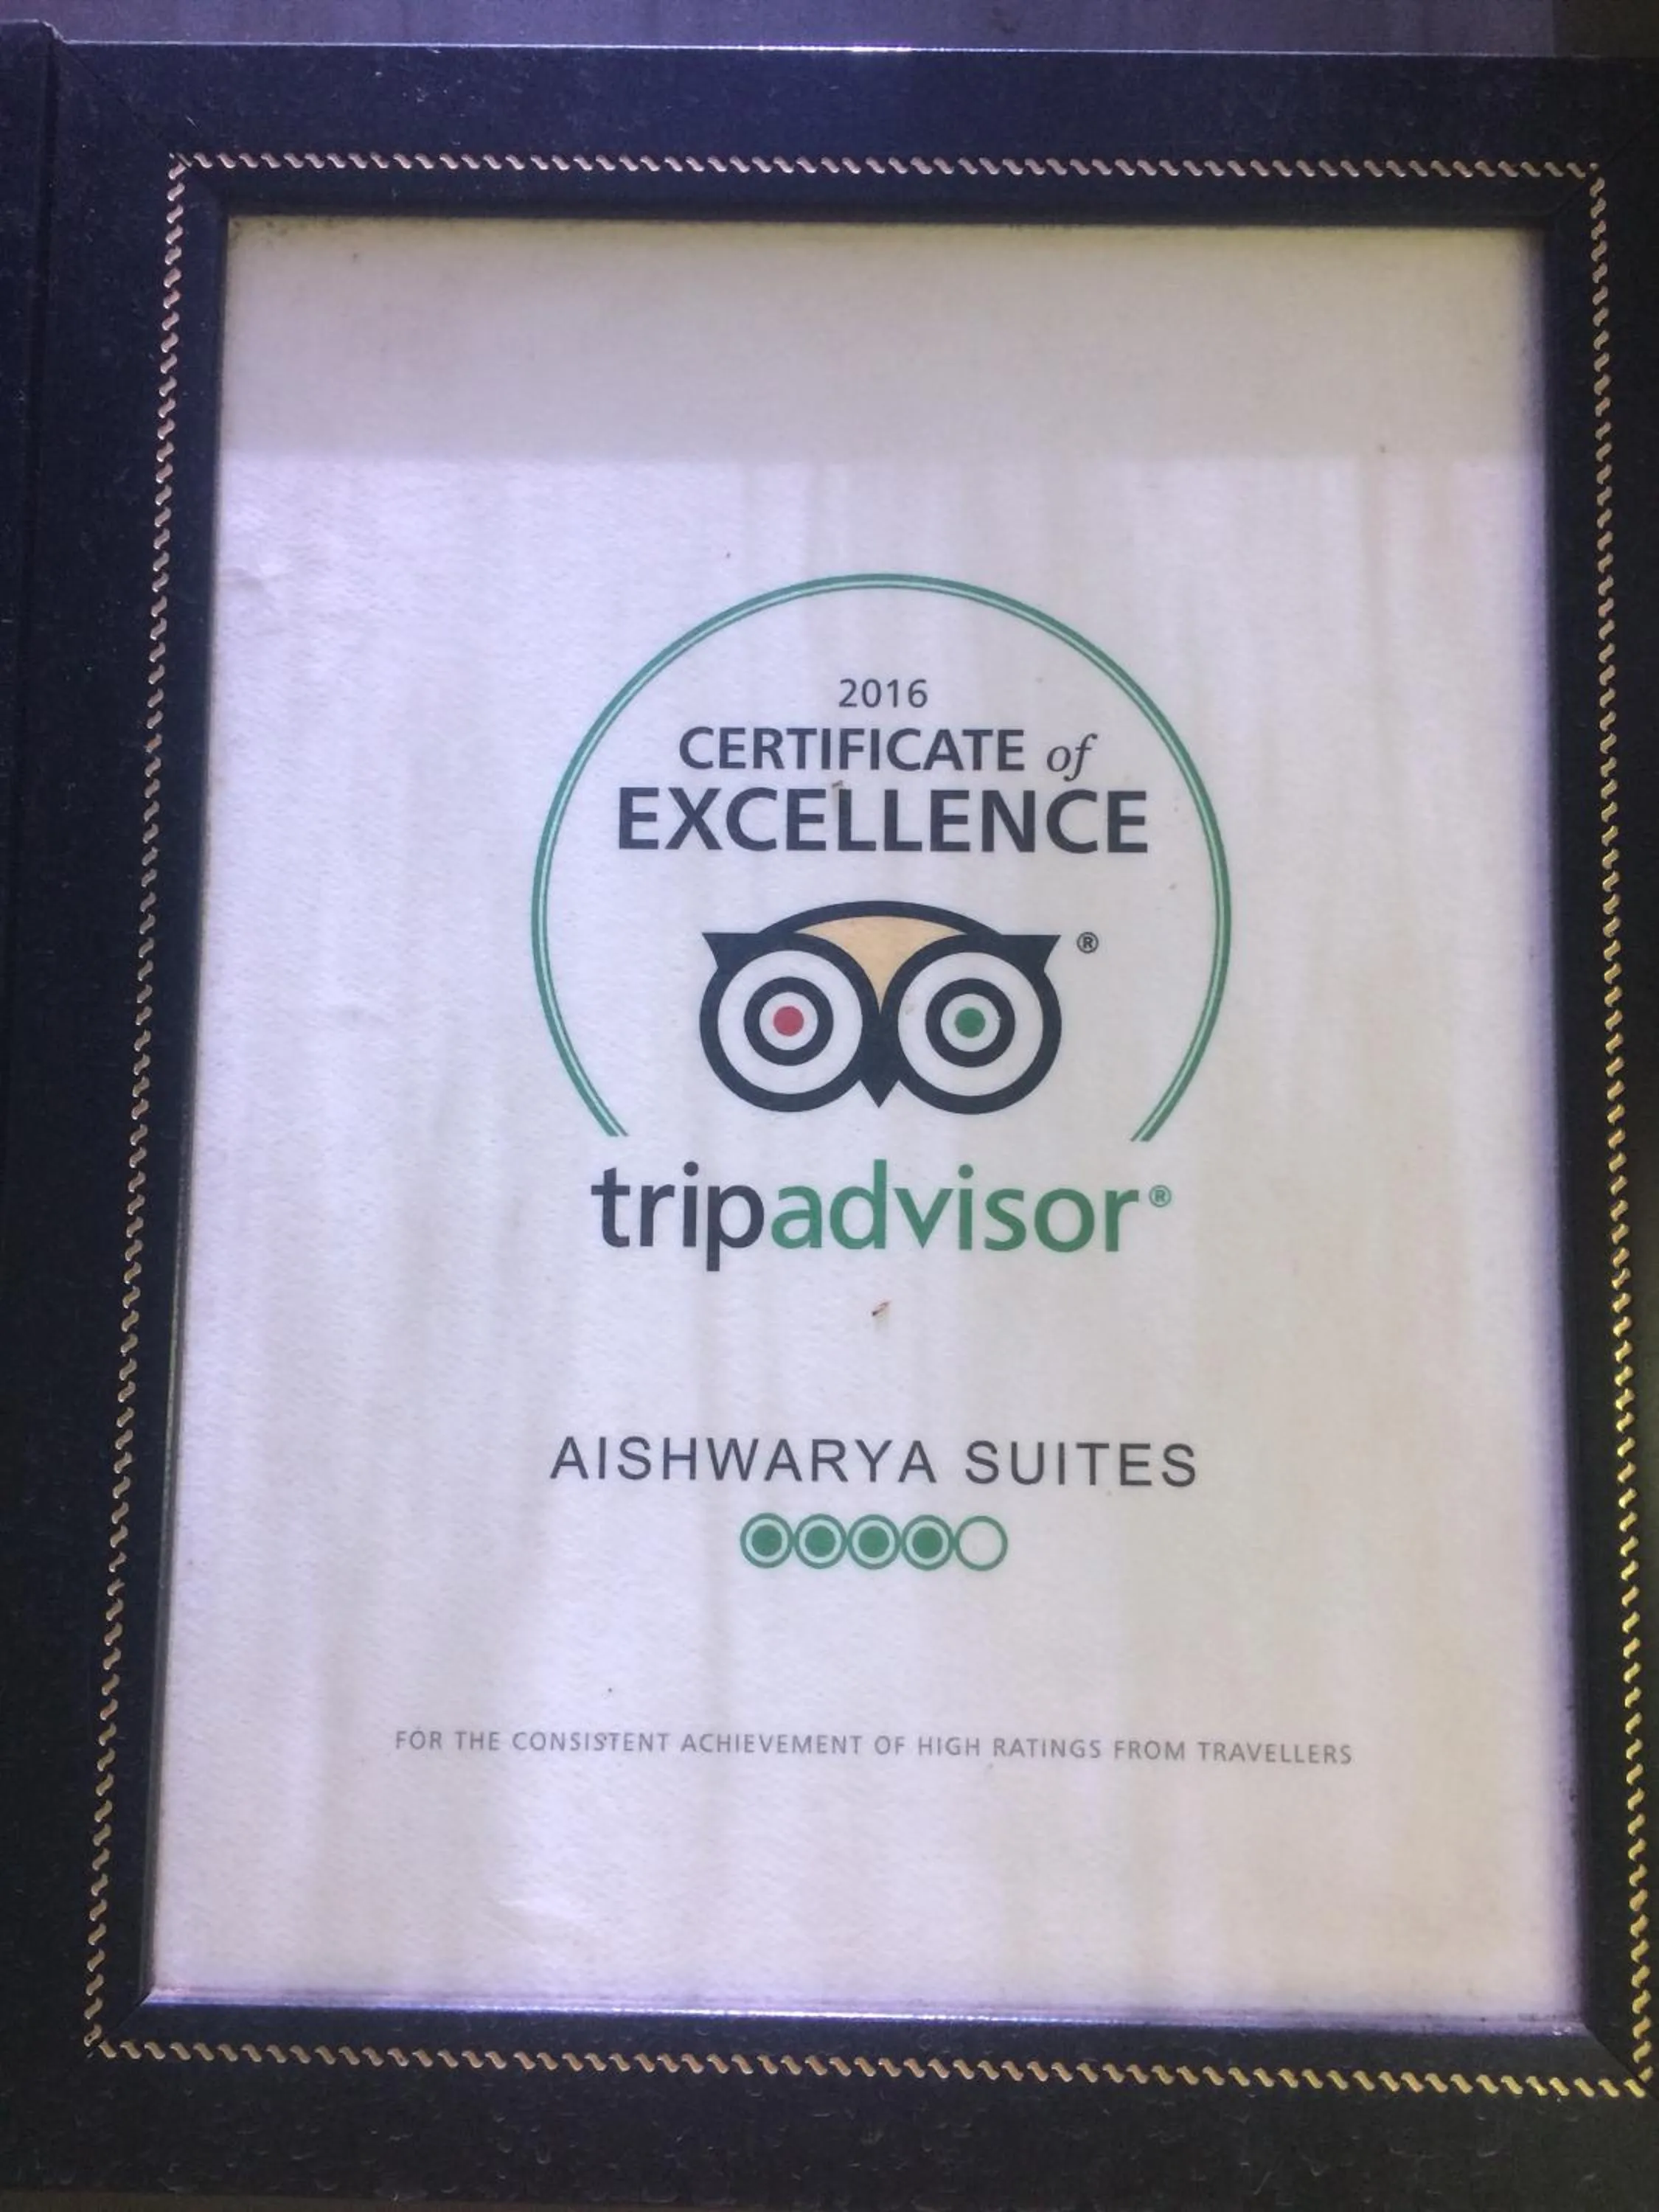 2016
CERTIFICATE of
EXCELLENCE
®
tripadvisor®
AISHWARYA SUITES
FOR THE CONSISTENT ACHIEVEMENT OF HIGH RATINGS FROM TRAVELLERS